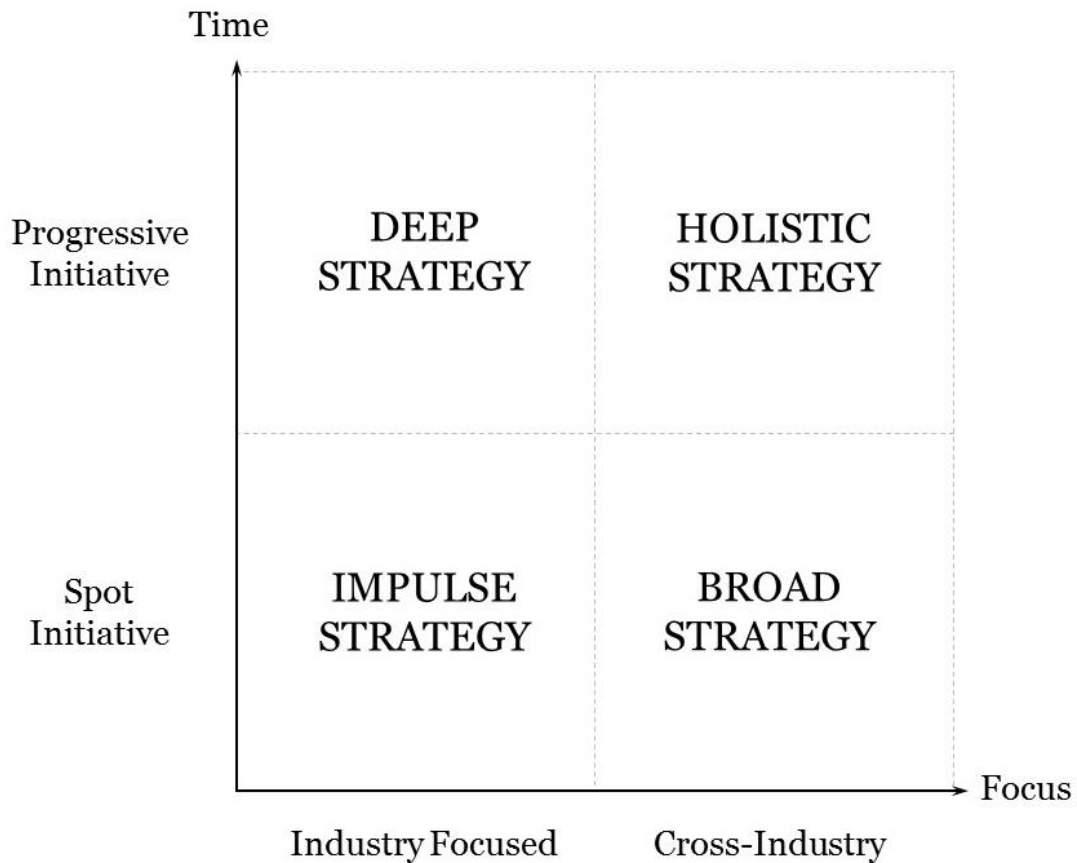 Time
Progressive
Initiative
DEEP
STRATEGY
HOLISTIC
STRATEGY
Spot
Initiative
IMPULSE
STRATEGY
BROAD
STRATEGY
Focus
Industry Focused
Cross-Industry